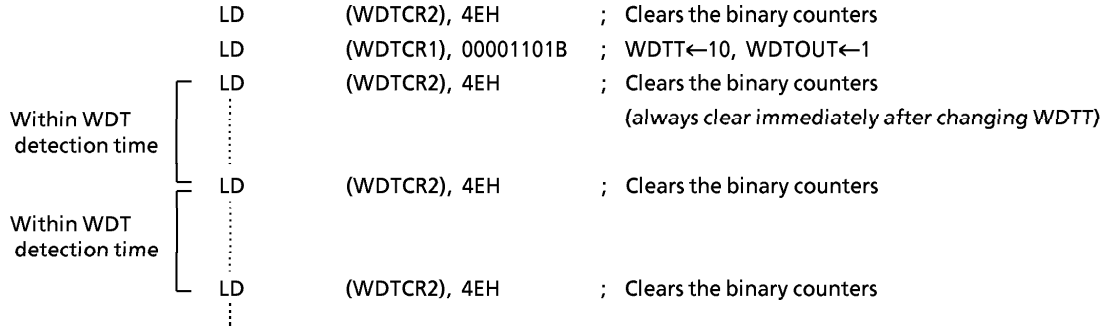 LD (WDTCR2), 4EH ; Clears the binary counters
LD (WDTCR1), 00001101B ; WDTT←10, WDTOUT←1
LD (WDTCR2), 4EH ; Clears the binary counters
(always clear immediately after changing WDTT)
Within WDT
detection time
LD (WDTCR2), 4EH ; Clears the binary counters
Within WDT
detection time
LD (WDTCR2), 4EH ; Clears the binary counters